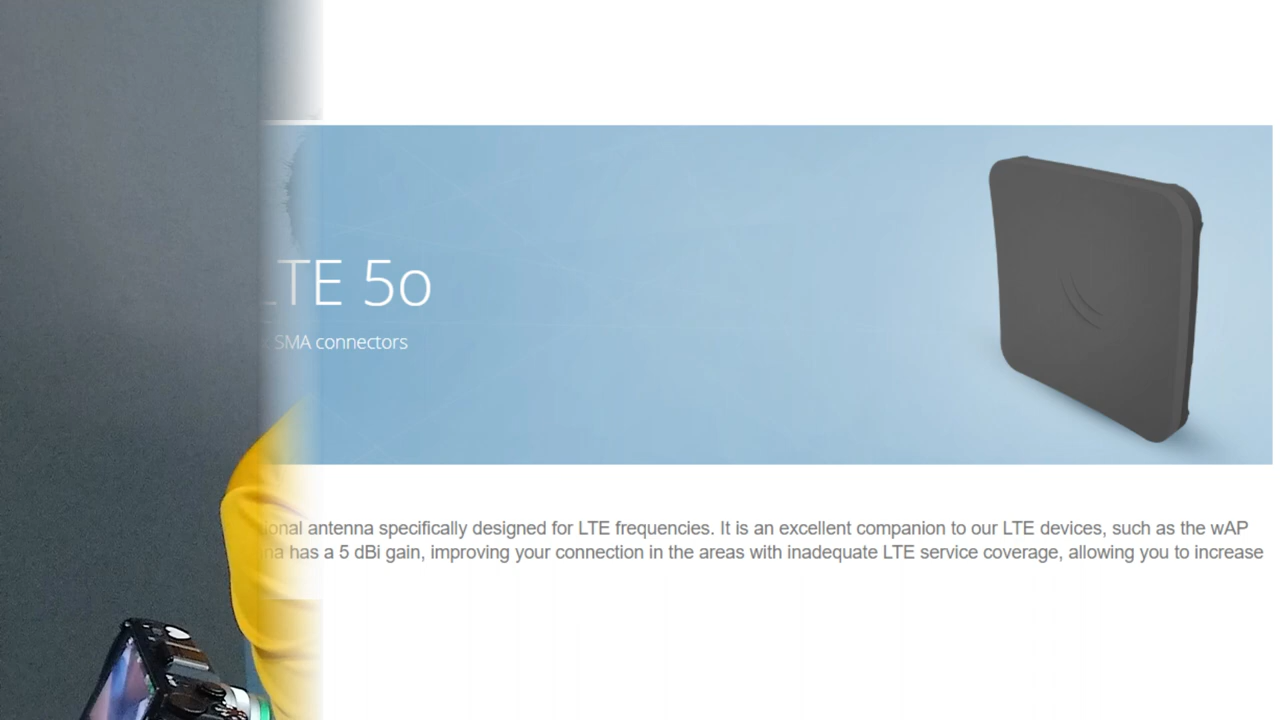 LTE 5o
SMA connectors
antenna specifically designed for LTE frequencies. It is an excellent companion to our LTE devices, such as the wAP
has a 5 dBi gain, improving your connection in the areas with inadequate LTE service coverage, allowing you to increase